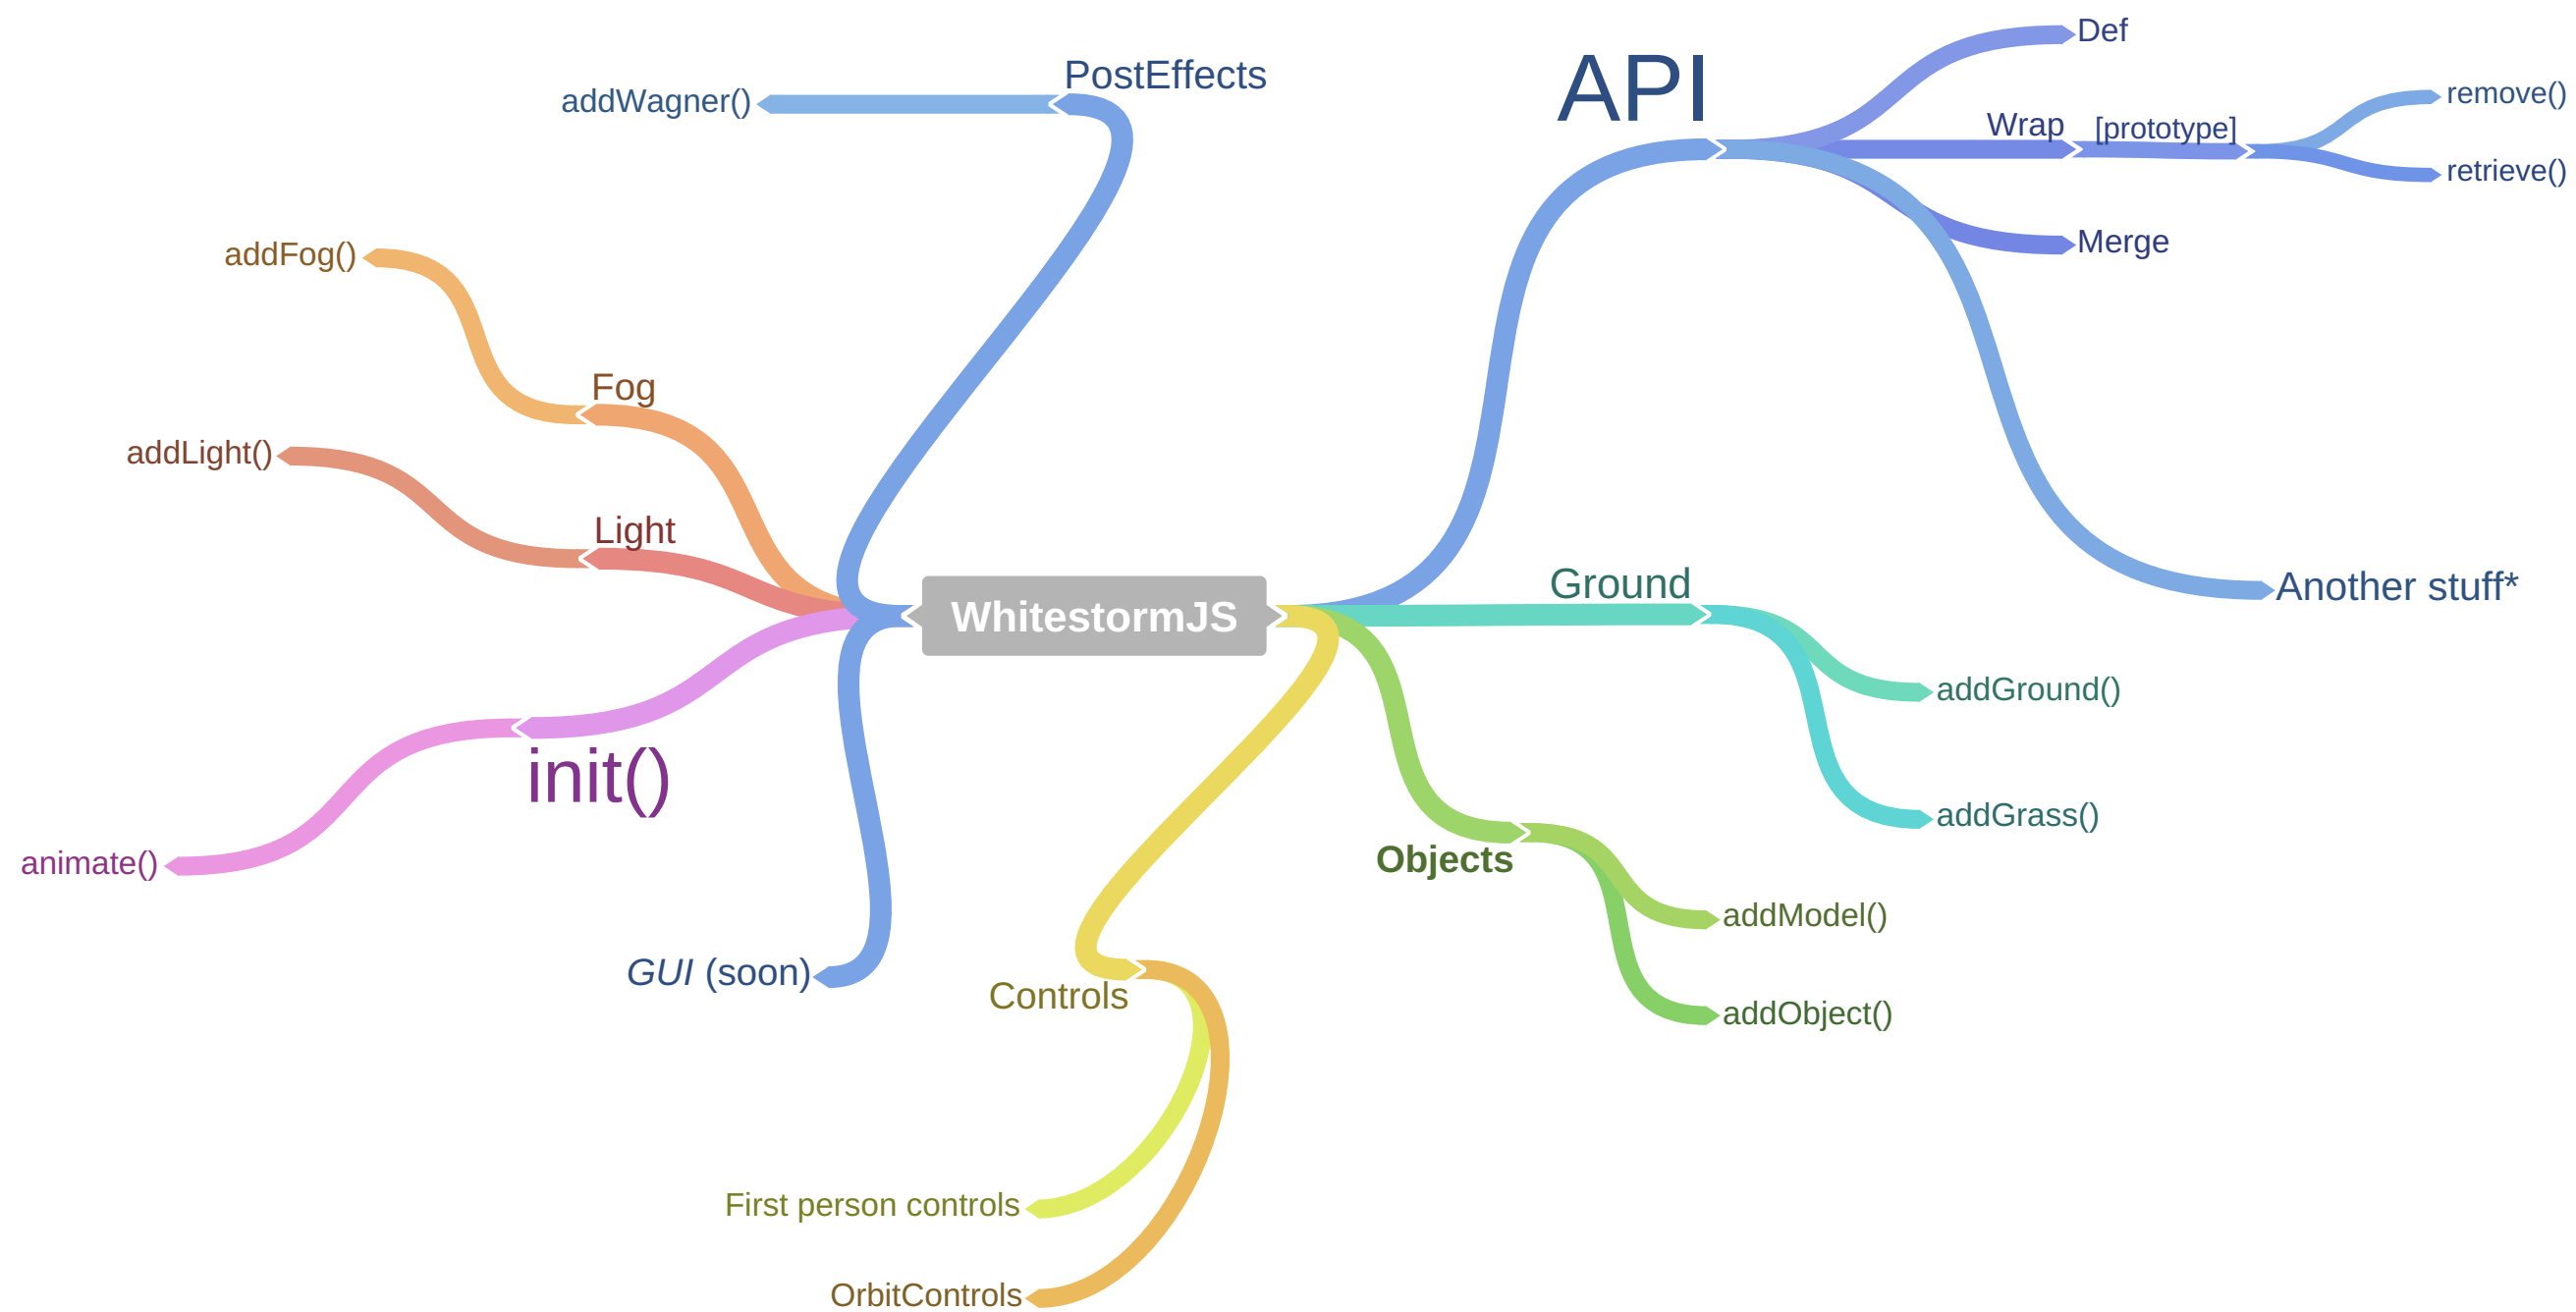 Def
API
PostEffects
addWagner()
remove()
Wrap
[prototype]
retrieve()
Merge
addFog()
Fog
addLight()
Light
WhitestormJS
Ground
Another stuff*
addGround()
init()
addGrass()
animate()
Objects
addModel()
GUI (soon)
Controls
addObject()
First person controls
OrbitControls